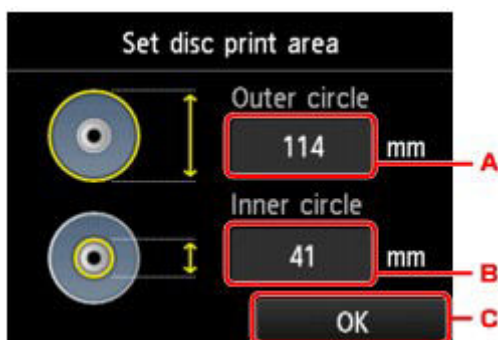 Set disc print area
Outer circle
114 mm
A
Inner circle
41 mm
B
OK
C